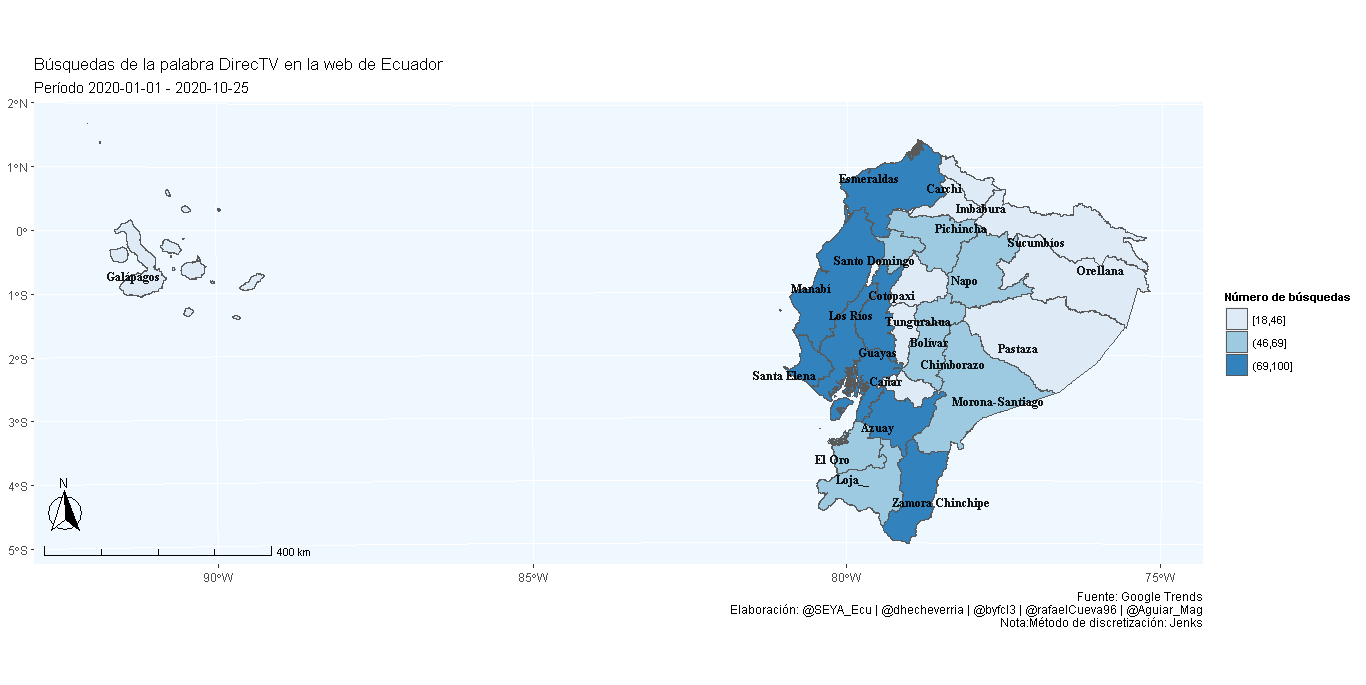 Búsquedas de la palabra DirecTV en la web de Ecuador
Período 2020-01-01 - 2020-10-25
2°N
1°N
0°
1°S
2°S
3°S
4°S
5°S
90°W
85°W
80°W
75°W
Esmeraldas
Carchi
Imbabura
Pichincha
Sucumbíos
Santo Domingo
Orellana
Galápagos
Napo
Manabí
Cotopaxi
Los Ríos
Tungurahua
Bolívar
Pastaza
Guayas
Chimborazo
Santa Elena
Cañar
Morona-Santiago
Azuay
El Oro
Loja__
Zamora Chinchipe
N
400 km
Número de búsquedas
[18,46]
(46,69]
(69,100]
Fuente: Google Trends
Elaboración: @SEYA_Ecu | @dhecheverria | @byfcl3 | @rafaelCueva96 | @Aguiar_Mag
Nota:Método de discretización: Jenks